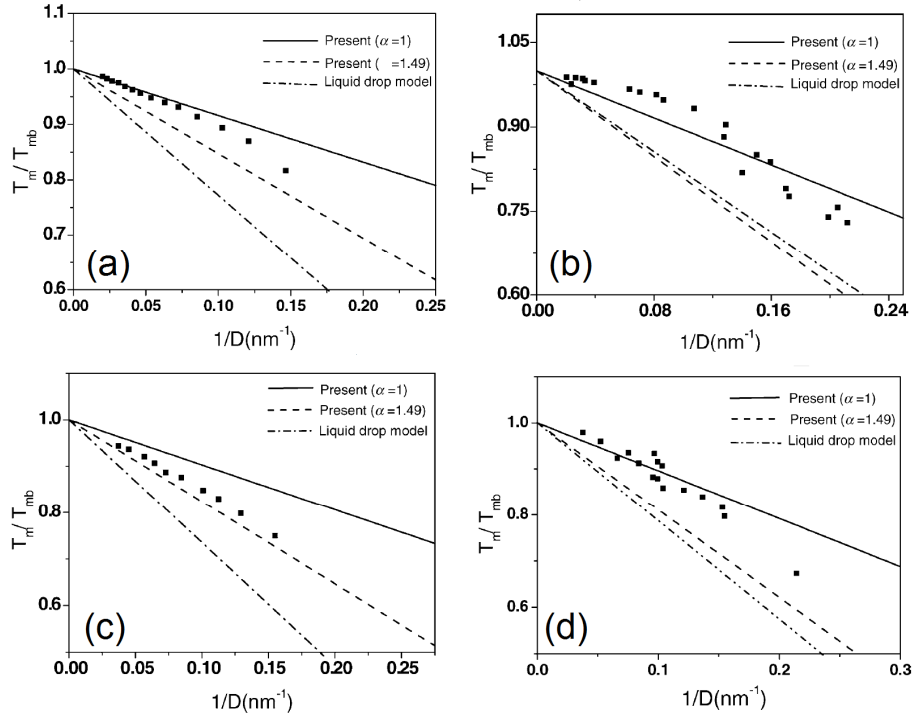 1.1
1.0
0.9
0.8
0.7
0.6
T_m / T_mb
Present (α=1)
Present ( =1.49)
Liquid drop model
(a)
0.00 0.05 0.10 0.15 0.20 0.25
1/D(nm⁻¹)
1.05
0.90
0.75
0.60
T_m / T_mb
Present (α=1)
Present (α=1.49)
Liquid drop model
(b)
0.00 0.08 0.16 0.24
1/D(nm⁻¹)
1.0
0.8
0.6
T_m / T_mb
Present (α=1)
Present (α=1.49)
Liquid drop model
(c)
0.00 0.05 0.10 0.15 0.20 0.25
1/D(nm⁻¹)
1.0
0.8
0.6
T_m / T_mb
Present (α=1)
Present (α=1.49)
Liquid drop model
(d)
0.0 0.1 0.2 0.3
1/D(nm⁻¹)